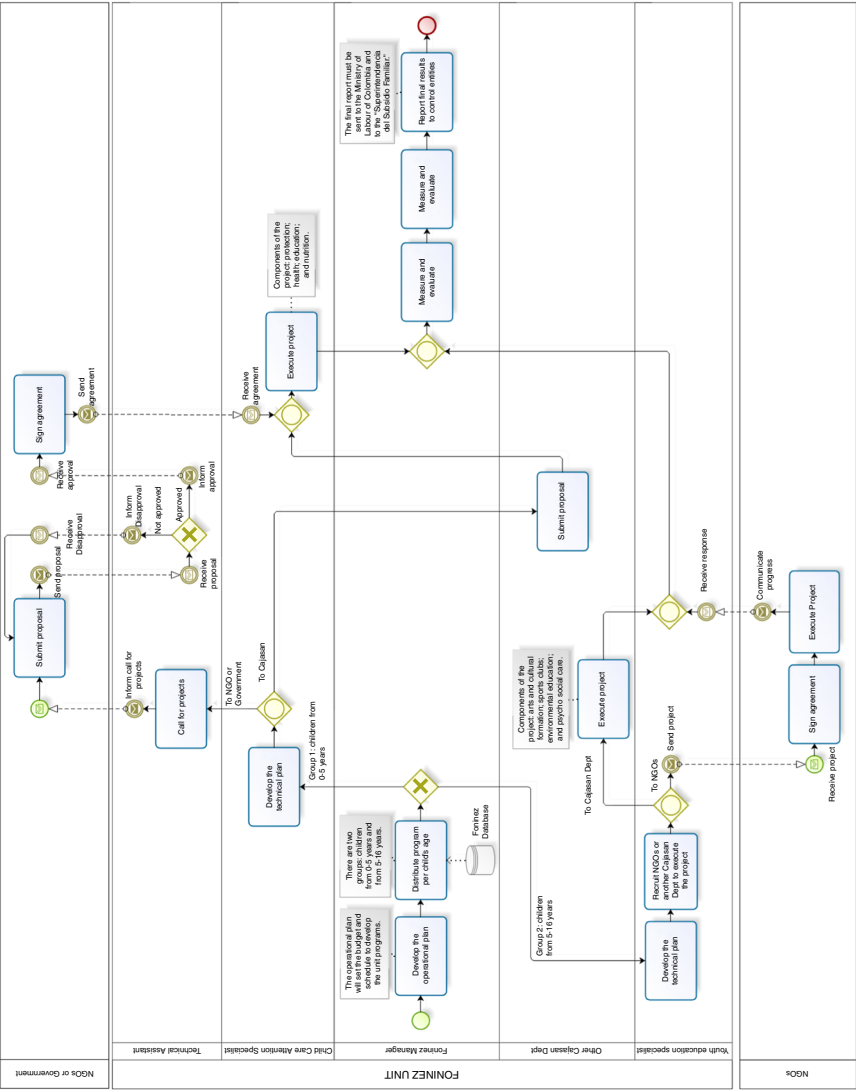 NGOs or Government
Submit proposal
Send proposal
Receive
Disapproval
Receive
approval
Sign agreement
Send
agreement
FONINEZ UNIT
Technical Assistant
Inform call for
projects
Call for projects
Receive
proposal
Inform
Disapproval
Not approved
Approved
Inform
approval
Child Care Attention Specialist
Group 1: children from
0-5 years
Develop the
technical plan
To NGO or
Government
To Cajasan
Receive
agreement
Execute project
Components of the
project: protection;
health; education;
and nutrition.
Foninez Manager
The operational plan
will set the budget and
schedule to develop
the unit programs.
Develop the
operational plan
There are two
groups: children
from 0-5 years and
from 5-16 years.
Distribute program
per child's age
Foninez
Database
Measure and
evaluate
Measure and
evaluate
The final report must be
sent to the Ministry of
Labour of Colombia and
to the "Superintendencia
del Subsidio Familiar."
Report final results
to control entities
Other Cajasan Dept
Group 2: children
from 5-16 years
Submit proposal
Components of the
project: arts and cultural
formation; sports clubs;
environmental education;
and psycho social care.
Youth education specialist
Develop the
technical plan
Recruit NGOs or
another Cajasan
Dept to execute
the project
To Cajasan Dept
To NGOs
Send project
Execute project
Receive response
NGOs
Receive project
Sign agreement
Execute Project
Communicate
progress